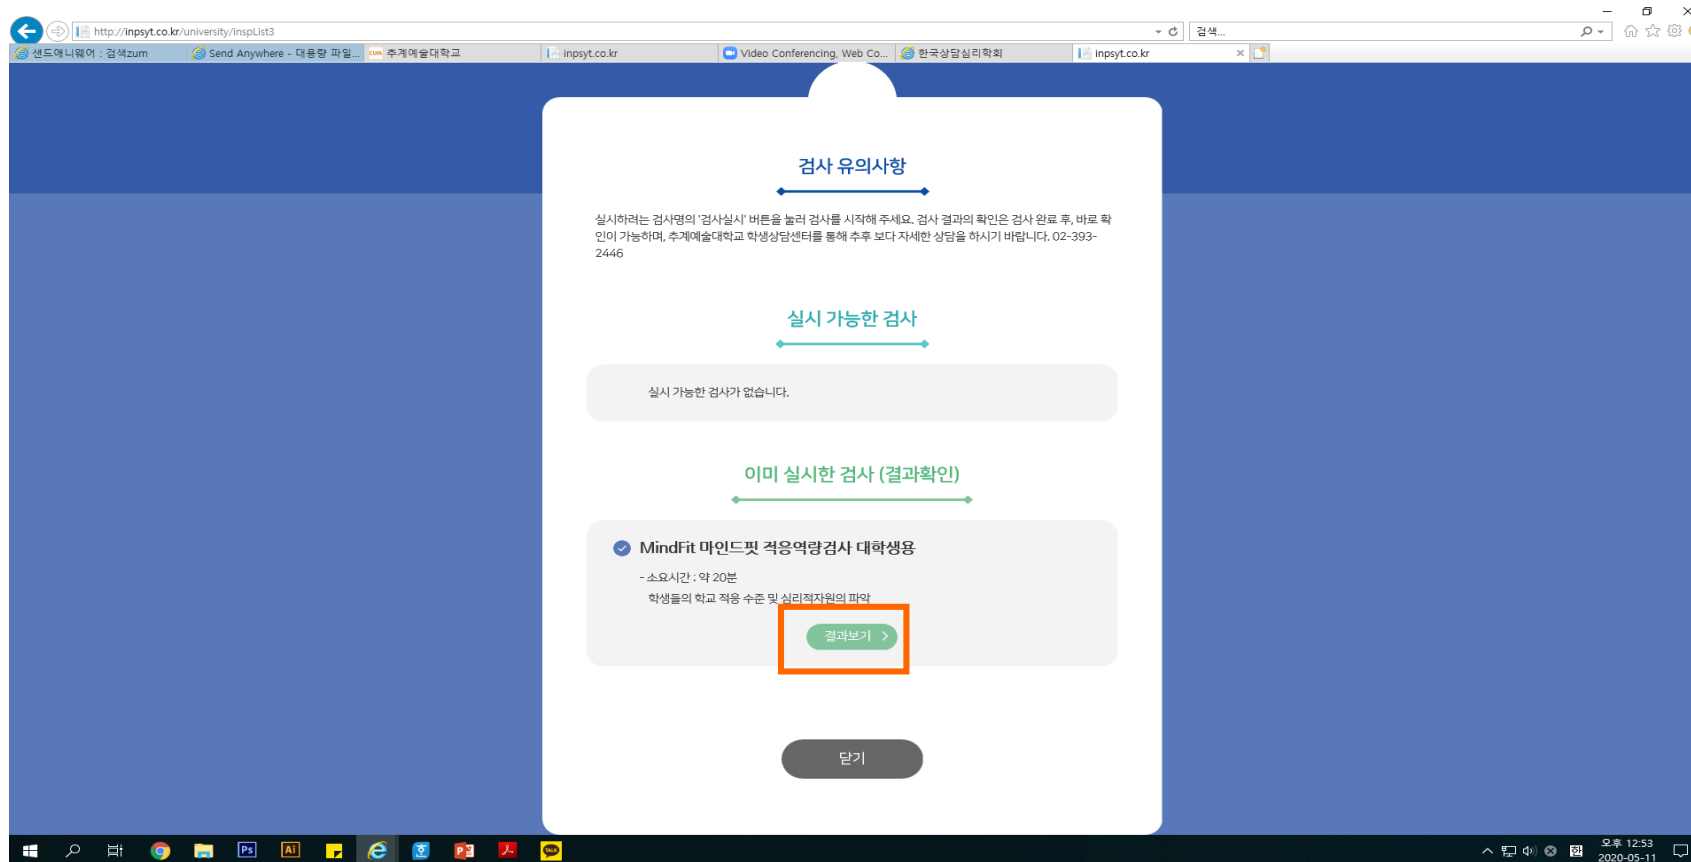 http://inpsyt.co.kr/university/inspList3
검색...
샌드애니웨어 : 검색zum
Send Anywhere - 대용량 파일...
추계예술대학교
inpsyt.co.kr
Video Conferencing, Web Co...
한국상담심리학회
inpsyt.co.kr
검사 유의사항
실시하려는 검사명의 '검사실시' 버튼을 눌러 검사를 시작해 주세요. 검사 결과의 확인은 검사 완료 후, 바로 확
인이 가능하며, 추계예술대학교 학생상담센터를 통해 추후 보다 자세한 상담을 하시기 바랍니다. 02-393-
2446
실시 가능한 검사
실시 가능한 검사가 없습니다.
이미 실시한 검사 (결과확인)
MindFit 마인드핏 적응역량검사 대학생용
- 소요시간 : 약 20분
학생들의 학교 적응 수준 및 심리적자원의 파악
결과보기 >
닫기
Ps
Ai
TALK
한
오후 12:53
2020-05-11